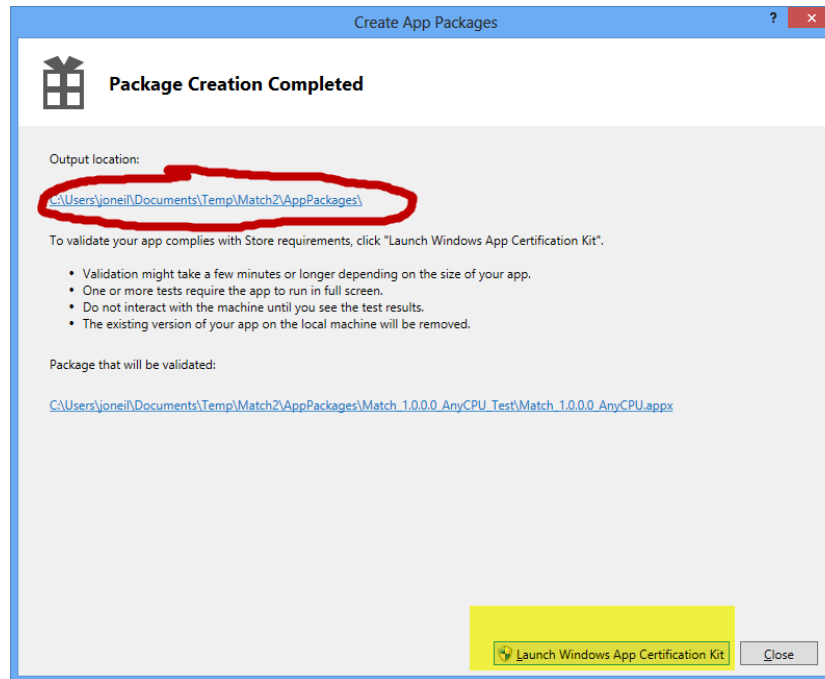 Create App Packages
?
Package Creation Completed
Output location:
C:\Users\joneil\Documents\Temp\Match2\AppPackages\
To validate your app complies with Store requirements, click "Launch Windows App Certification Kit".
• Validation might take a few minutes or longer depending on the size of your app.
• One or more tests require the app to run in full screen.
• Do not interact with the machine until you see the test results.
• The existing version of your app on the local machine will be removed.
Package that will be validated:
C:\Users\joneil\Documents\Temp\Match2\AppPackages\Match_1.0.0.0_AnyCPU_Test\Match_1.0.0.0_AnyCPU.appx
Launch Windows App Certification Kit
Close